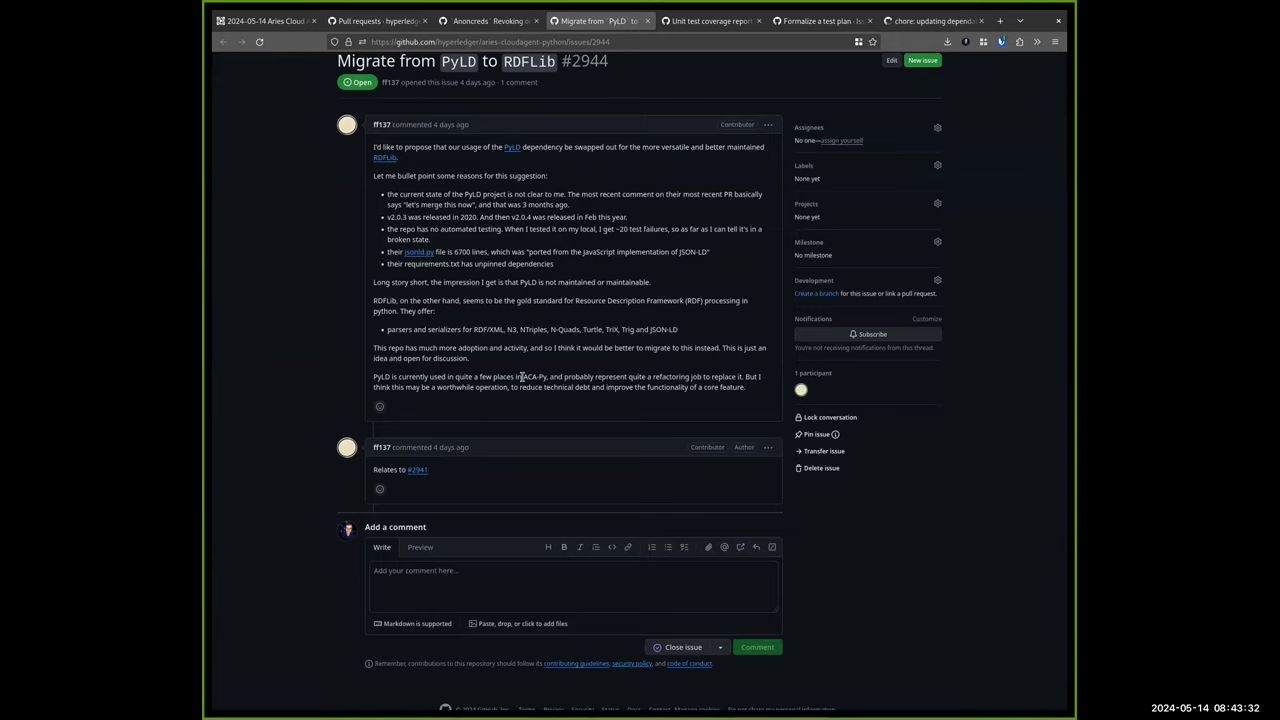 2024-05-14 Aries Cloud A
Pull requests · hyperledge
`Anoncreds` Revoking o
Migrate from `PyLD` to
Unit test coverage report
Formalize a test plan · Iss
chore: updating dependa
https://github.com/hyperledger/aries-cloudagent-python/issues/2944
Migrate from PyLD to RDFLib #2944
Edit
New issue
Open
ff137 opened this issue 4 days ago · 1 comment
ff137 commented 4 days ago
Contributor
I'd like to propose that our usage of the PyLD dependency be swapped out for the more versatile and better maintained
RDFLib.
Let me bullet point some reasons for this suggestion:
• the current state of the PyLD project is not clear to me. The most recent comment on their most recent PR basically
says "let's merge this now", and that was 3 months ago.
• v2.0.3 was released in 2020. And then v2.0.4 was released in Feb this year.
• the repo has no automated testing. When I tested it on my local, I get ~20 test failures, so as far as I can tell it's in a
broken state.
• their jsonld.py file is 6700 lines, which was "ported from the JavaScript implementation of JSON-LD"
• their requirements.txt has unpinned dependencies
Long story short, the impression I get is that PyLD is not maintained or maintainable.
RDFLib, on the other hand, seems to be the gold standard for Resource Description Framework (RDF) processing in
python. They offer:
• parsers and serializers for RDF/XML, N3, NTriples, N-Quads, Turtle, TriX, Trig and JSON-LD
This repo has much more adoption and activity, and so I think it would be better to migrate to this instead. This is just an
idea and open for discussion.
PyLD is currently used in quite a few places in ACA-Py, and probably represent quite a refactoring job to replace it. But I
think this may be a worthwhile operation, to reduce technical debt and improve the functionality of a core feature.
ff137 commented 4 days ago
Contributor
Author
Relates to #2941
Add a comment
Write
Preview
Add your comment here...
Markdown is supported
Paste, drop, or click to add files
Close issue
Comment
Remember, contributions to this repository should follow its contributing guidelines, security policy, and code of conduct.
Assignees
No one—assign yourself
Labels
None yet
Projects
None yet
Milestone
No milestone
Development
Create a branch for this issue or link a pull request.
Notifications
Customize
Subscribe
You're not receiving notifications from this thread.
1 participant
Lock conversation
Pin issue
Transfer issue
Delete issue
© 2024 GitHub, Inc. Terms Privacy Security Status Docs Contact Manage cookies Do not share my personal information
2024-05-14 08:43:32